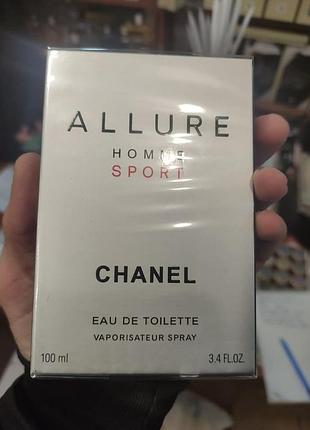 ALLURE
HOMME
SPORT
CHANEL
EAU DE TOILETTE
VAPORISATEUR SPRAY
100 ml 3.4 FL.OZ.